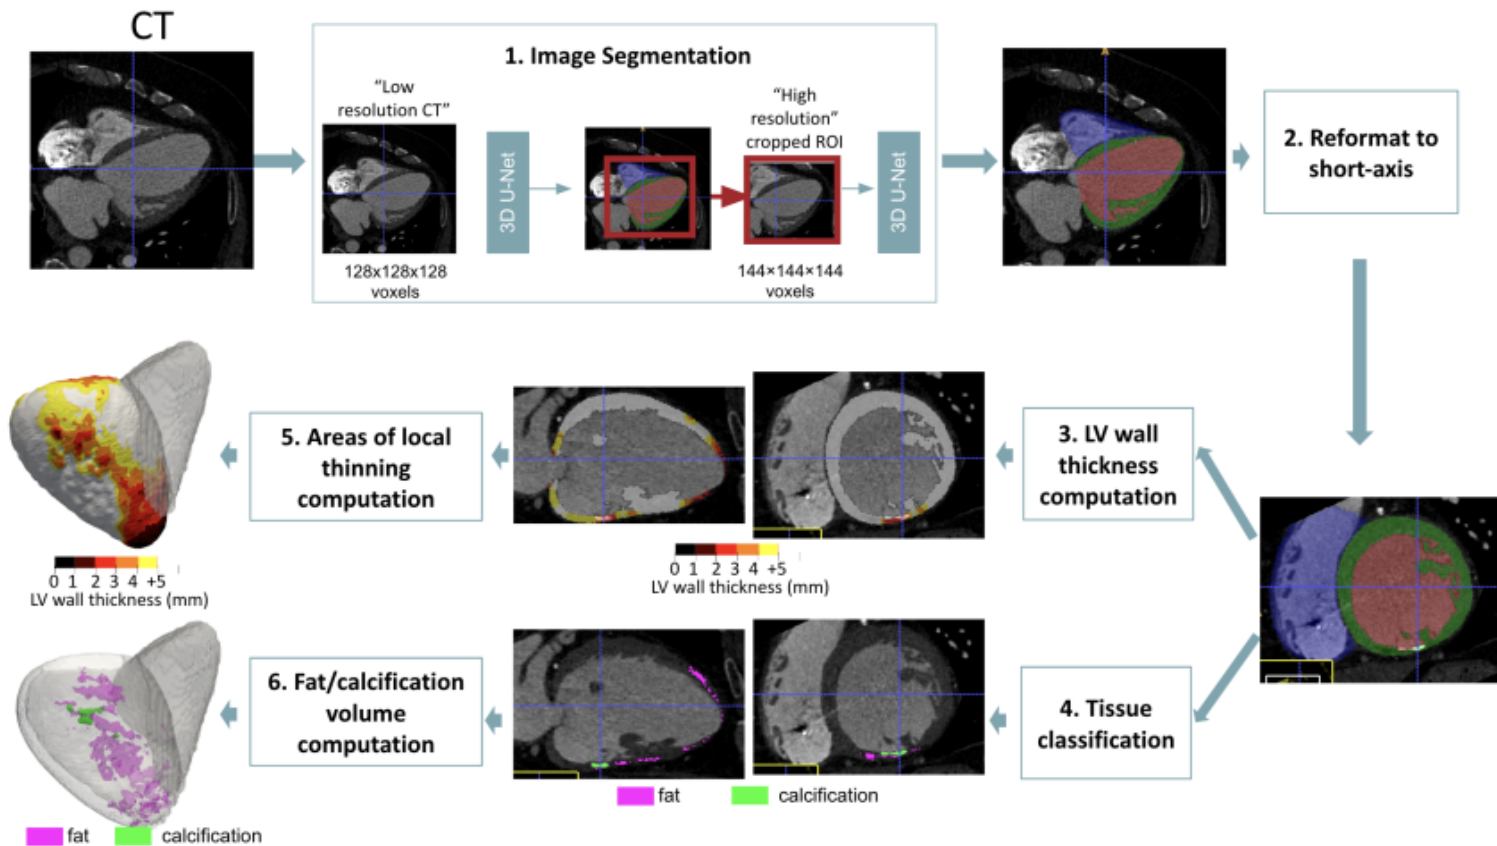 CT
1. Image Segmentation
“Low
resolution CT”
3D U-Net
“High
resolution”
cropped ROI
3D U-Net
128x128x128
voxels
144×144×144
voxels
2. Reformat to
short-axis
5. Areas of local
thinning
computation
3. LV wall
thickness
computation
0 1 2 3 4 +5
LV wall thickness (mm)
0 1 2 3 4 +5
LV wall thickness (mm)
6. Fat/calcification
volume
computation
4. Tissue
classification
fat calcification
fat calcification